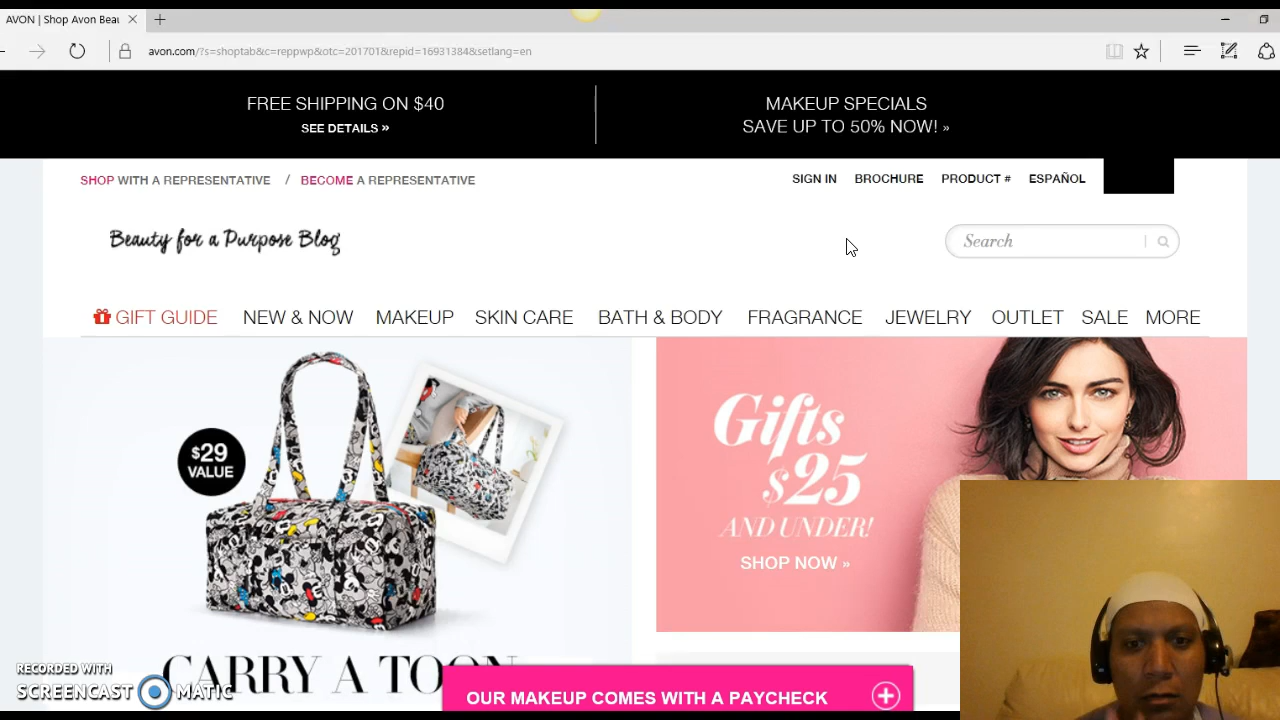 AVON | Shop Avon Beau
avon.com/?s=shoptab&c=reppwp&otc=201701&repid=16931384&setlang=en
FREE SHIPPING ON $40
SEE DETAILS »
MAKEUP SPECIALS
SAVE UP TO 50% NOW! »
SHOP WITH A REPRESENTATIVE / BECOME A REPRESENTATIVE
SIGN IN BROCHURE PRODUCT # ESPAÑOL
Beauty for a Purpose Blog
Search
GIFT GUIDE NEW & NOW MAKEUP SKIN CARE BATH & BODY FRAGRANCE JEWELRY OUTLET SALE MORE
$29
VALUE
Gifts
$25
AND UNDER!
SHOP NOW »
CARRY A TOON
OUR MAKEUP COMES WITH A PAYCHECK
RECORDED WITH
SCREENCAST MATIC